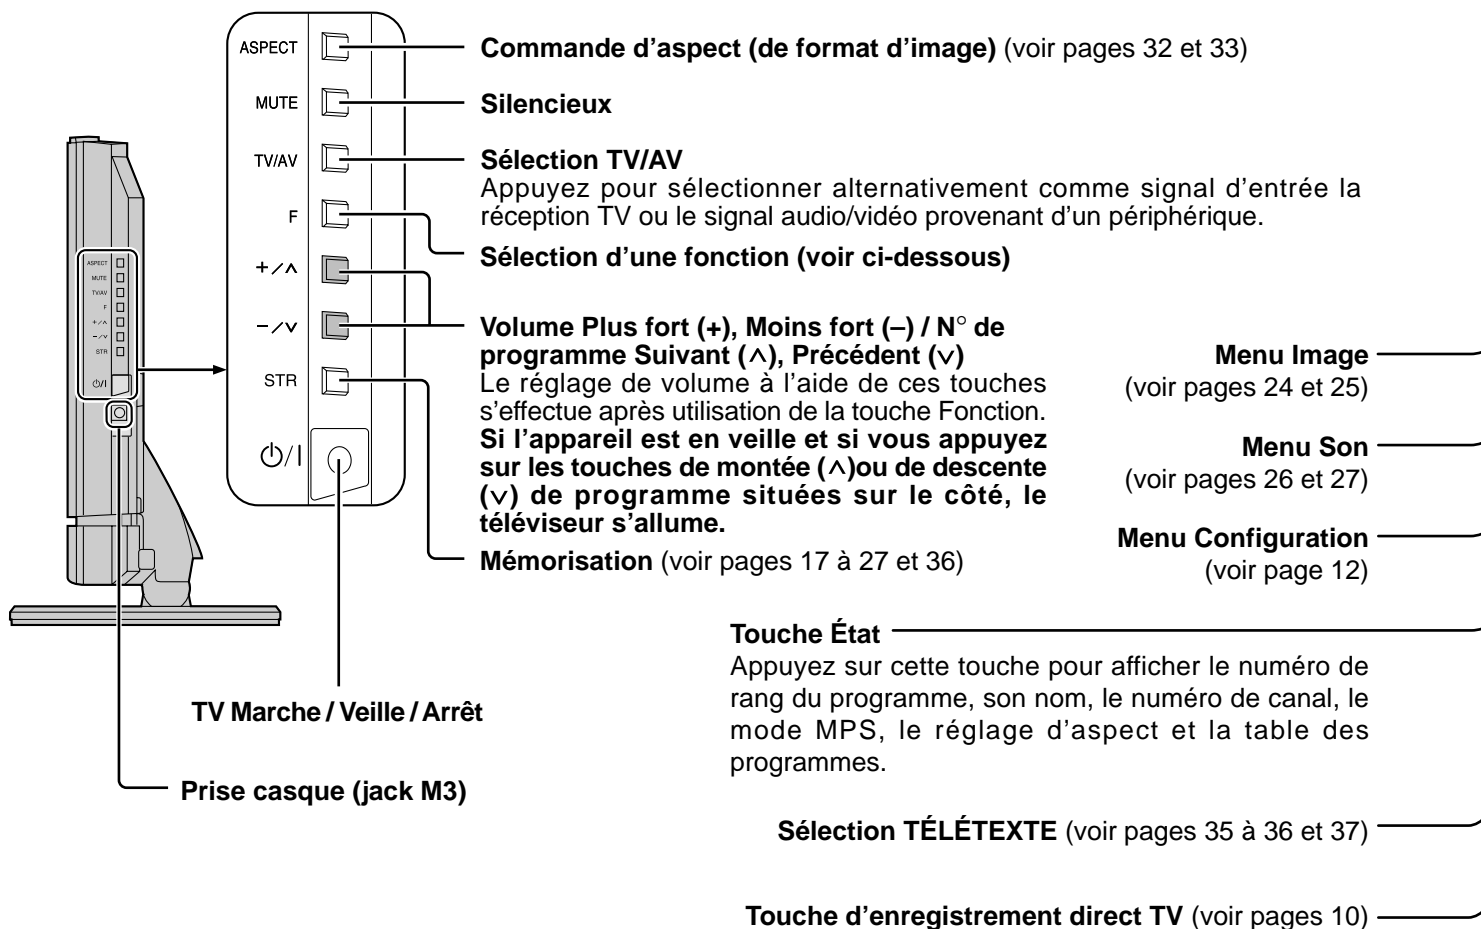 ASPECT
Commande d’aspect (de format d’image) (voir pages 32 et 33)
MUTE
Silencieux
TV/AV
Sélection TV/AV
Appuyez pour sélectionner alternativement comme signal d’entrée la
réception TV ou le signal audio/vidéo provenant d’un périphérique.
F
Sélection d’une fonction (voir ci-dessous)
+/∧
−/∨
Volume Plus fort (+), Moins fort (–) / N° de
programme Suivant (∧), Précédent (∨)
Le réglage de volume à l’aide de ces touches
s’effectue après utilisation de la touche Fonction.
Si l’appareil est en veille et si vous appuyez
sur les touches de montée (∧)ou de descente
(∨) de programme situées sur le côté, le
téléviseur s’allume.
STR
Mémorisation (voir pages 17 à 27 et 36)
⏻/I
TV Marche / Veille / Arrêt
ASPECT
MUTE
TV/AV
F
+/∧
−/∨
STR
⏻/I
Prise casque (jack M3)
Menu Image
(voir pages 24 et 25)
Menu Son
(voir pages 26 et 27)
Menu Configuration
(voir page 12)
Touche État
Appuyez sur cette touche pour afficher le numéro de
rang du programme, son nom, le numéro de canal, le
mode MPS, le réglage d’aspect et la table des
programmes.
Sélection TÉLÉTEXTE (voir pages 35 à 36 et 37)
Touche d’enregistrement direct TV (voir pages 10)